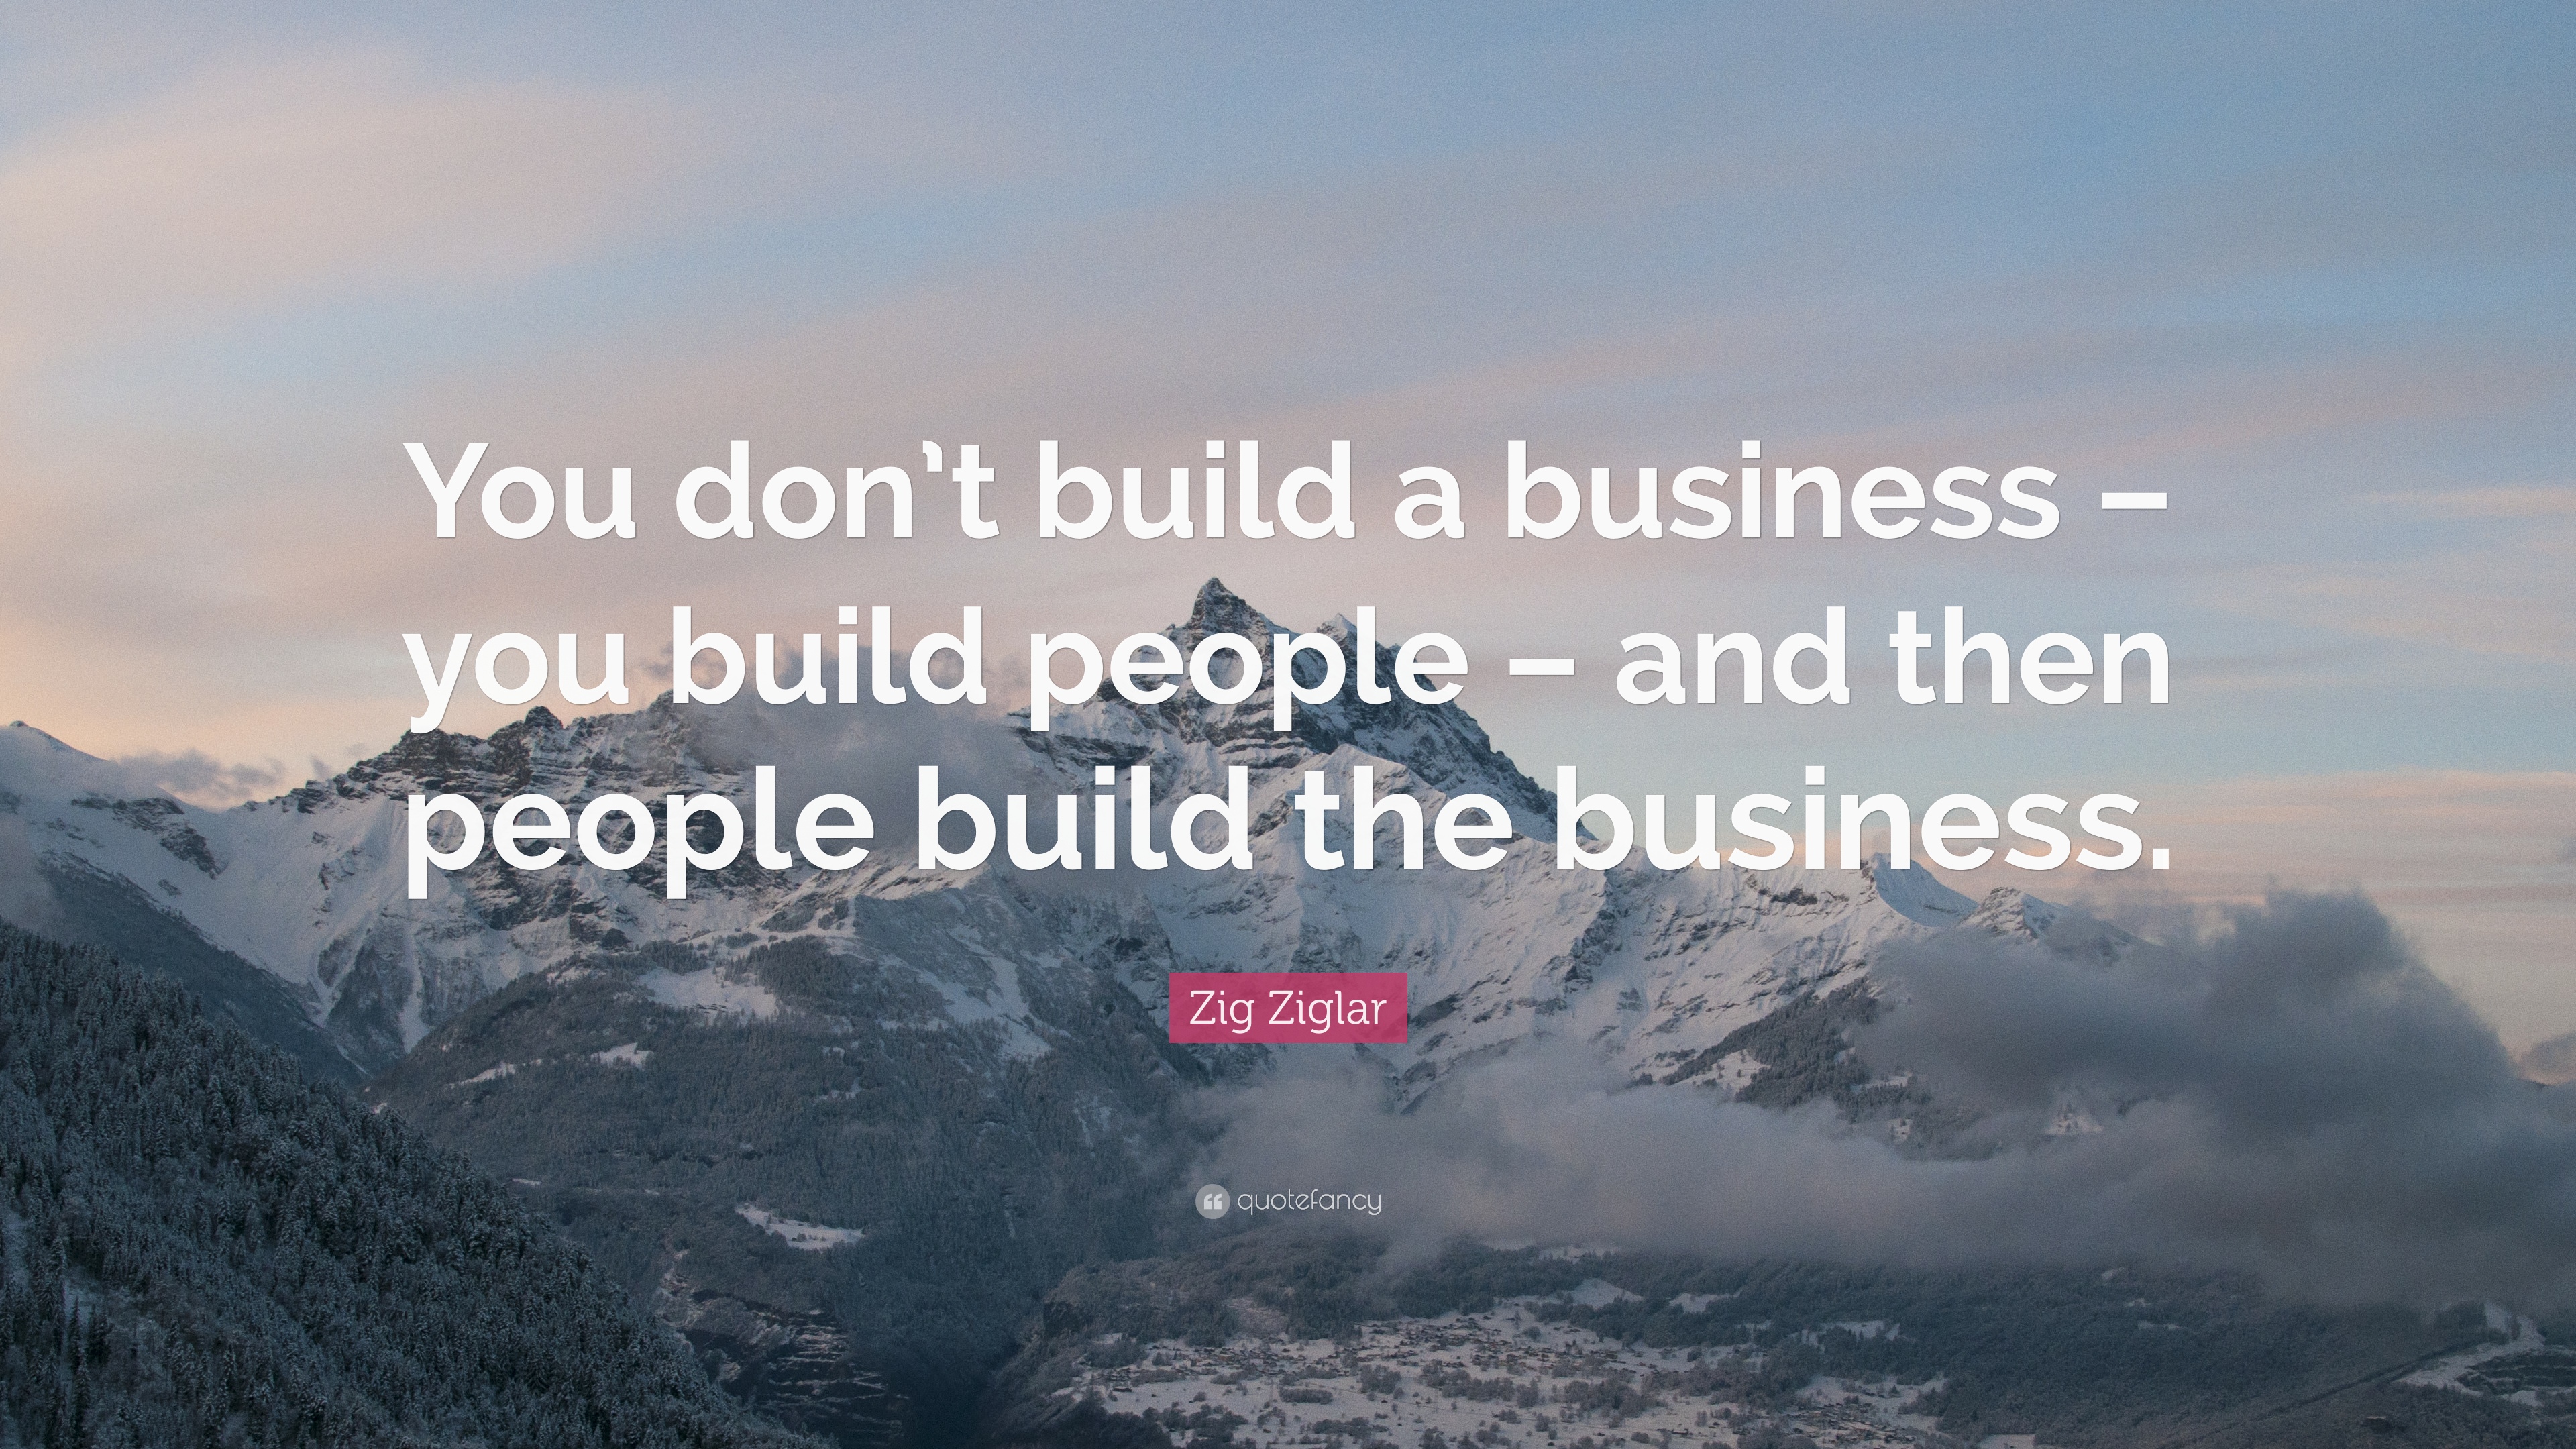 You don’t build a business –
you build people – and then
people build the business.
Zig Ziglar
quotefancy